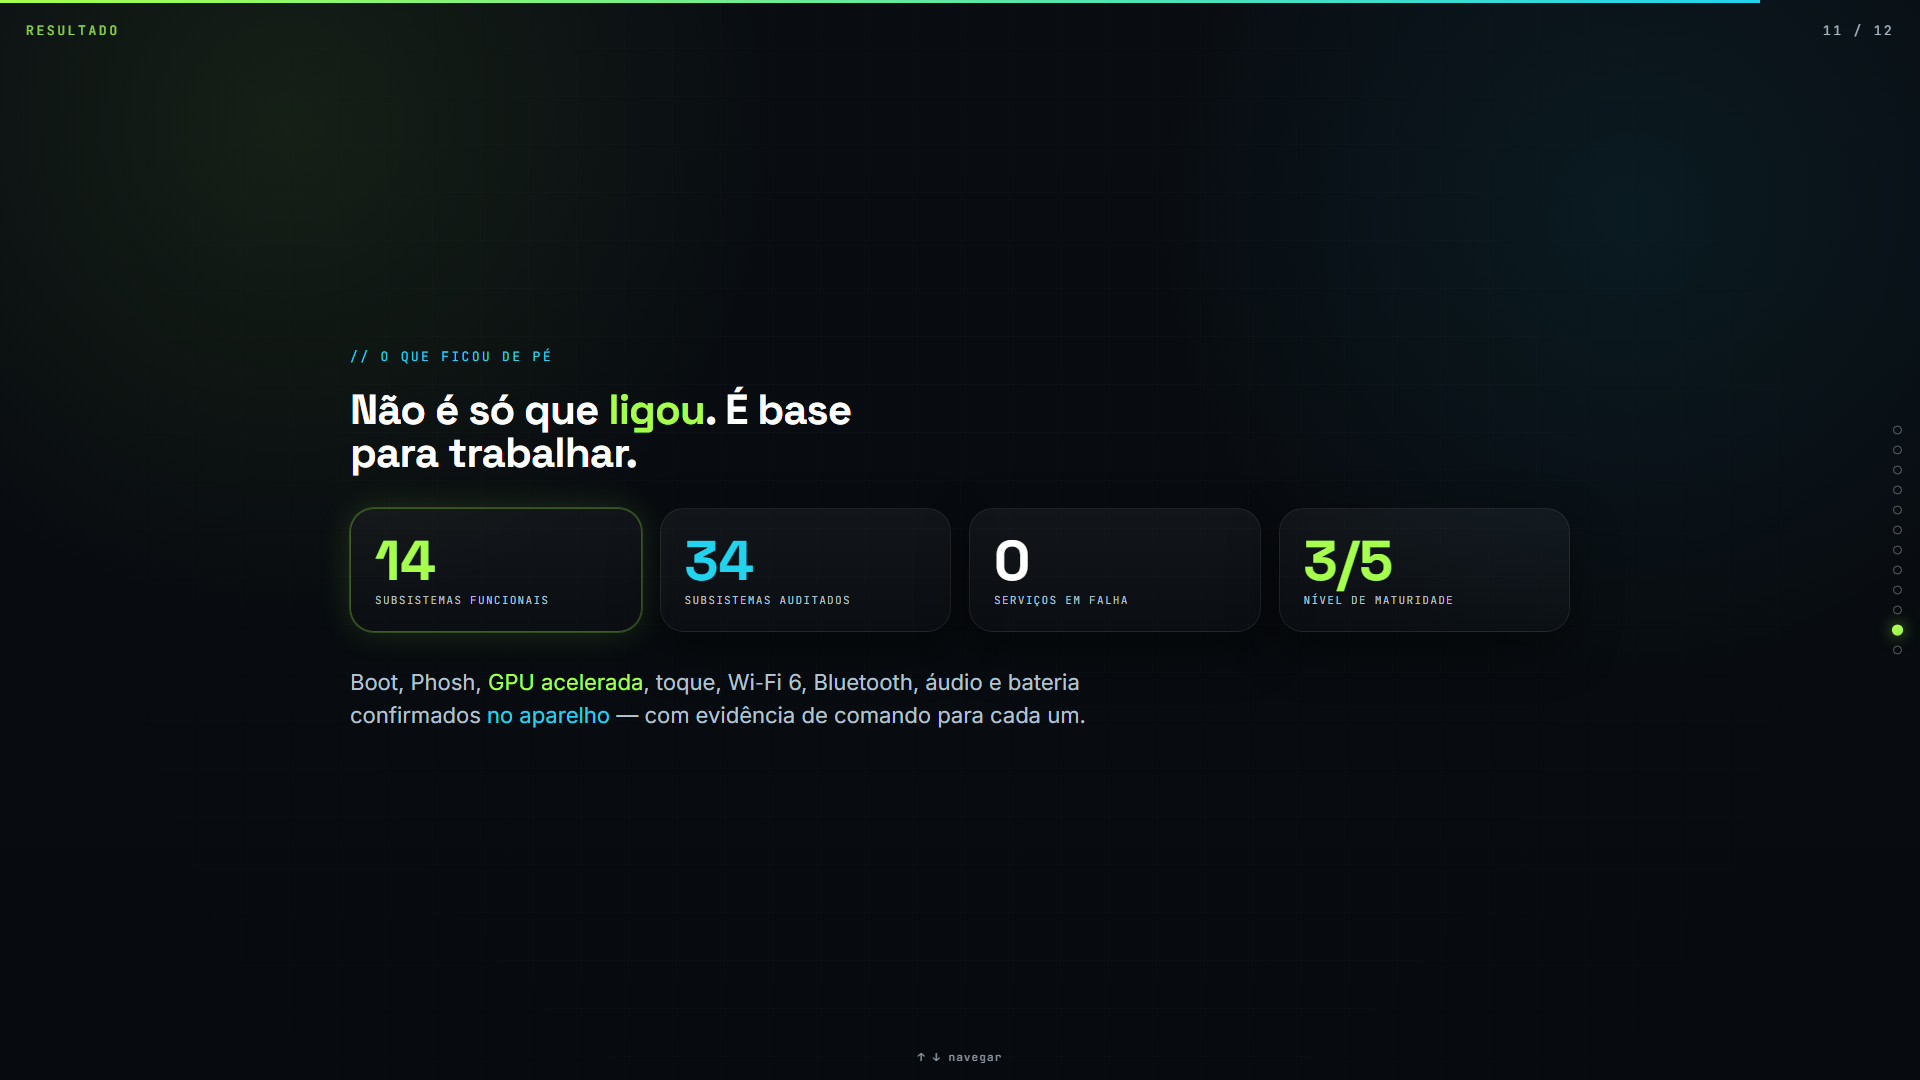 RESULTADO
11 / 12
// O QUE FICOU DE PÉ
Não é só que ligou. É base
para trabalhar.
14
SUBSISTEMAS FUNCIONAIS
34
SUBSISTEMAS AUDITADOS
0
SERVIÇOS EM FALHA
3/5
NÍVEL DE MATURIDADE
Boot, Phosh, GPU acelerada, toque, Wi-Fi 6, Bluetooth, áudio e bateria
confirmados no aparelho — com evidência de comando para cada um.
↑ ↓ navegar